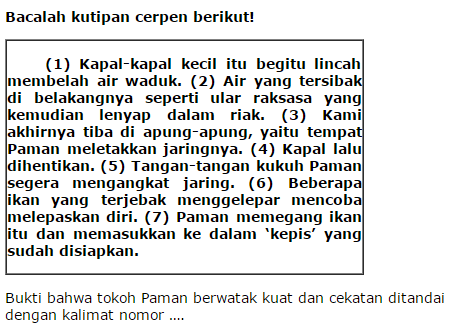 Bacalah kutipan cerpen berikut!
(1) Kapal-kapal kecil itu begitu lincah
membelah air waduk. (2) Air yang tersibak
di belakangnya seperti ular raksasa yang
kemudian lenyap dalam riak. (3) Kami
akhirnya tiba di apung-apung, yaitu tempat
Paman meletakkan jaringnya. (4) Kapal lalu
dihentikan. (5) Tangan-tangan kukuh Paman
segera mengangkat jaring. (6) Beberapa
ikan yang terjebak menggelepar mencoba
melepaskan diri. (7) Paman memegang ikan
itu dan memasukkan ke dalam ‘kepis’ yang
sudah disiapkan.
Bukti bahwa tokoh Paman berwatak kuat dan cekatan ditandai
dengan kalimat nomor ....